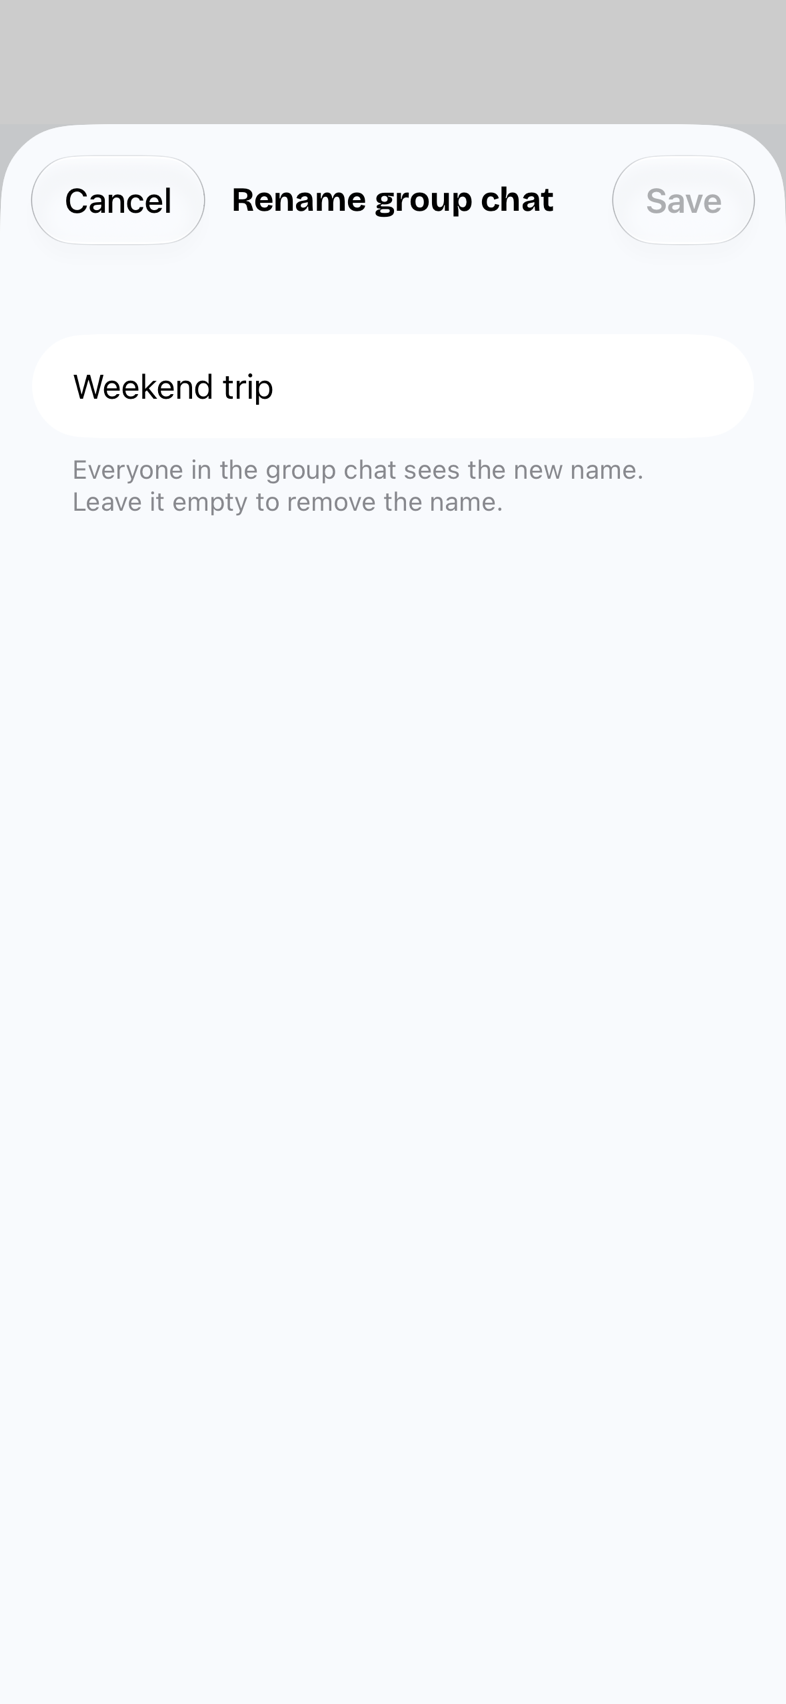 Cancel
Rename group chat
Save
Weekend trip
Everyone in the group chat sees the new name.
Leave it empty to remove the name.